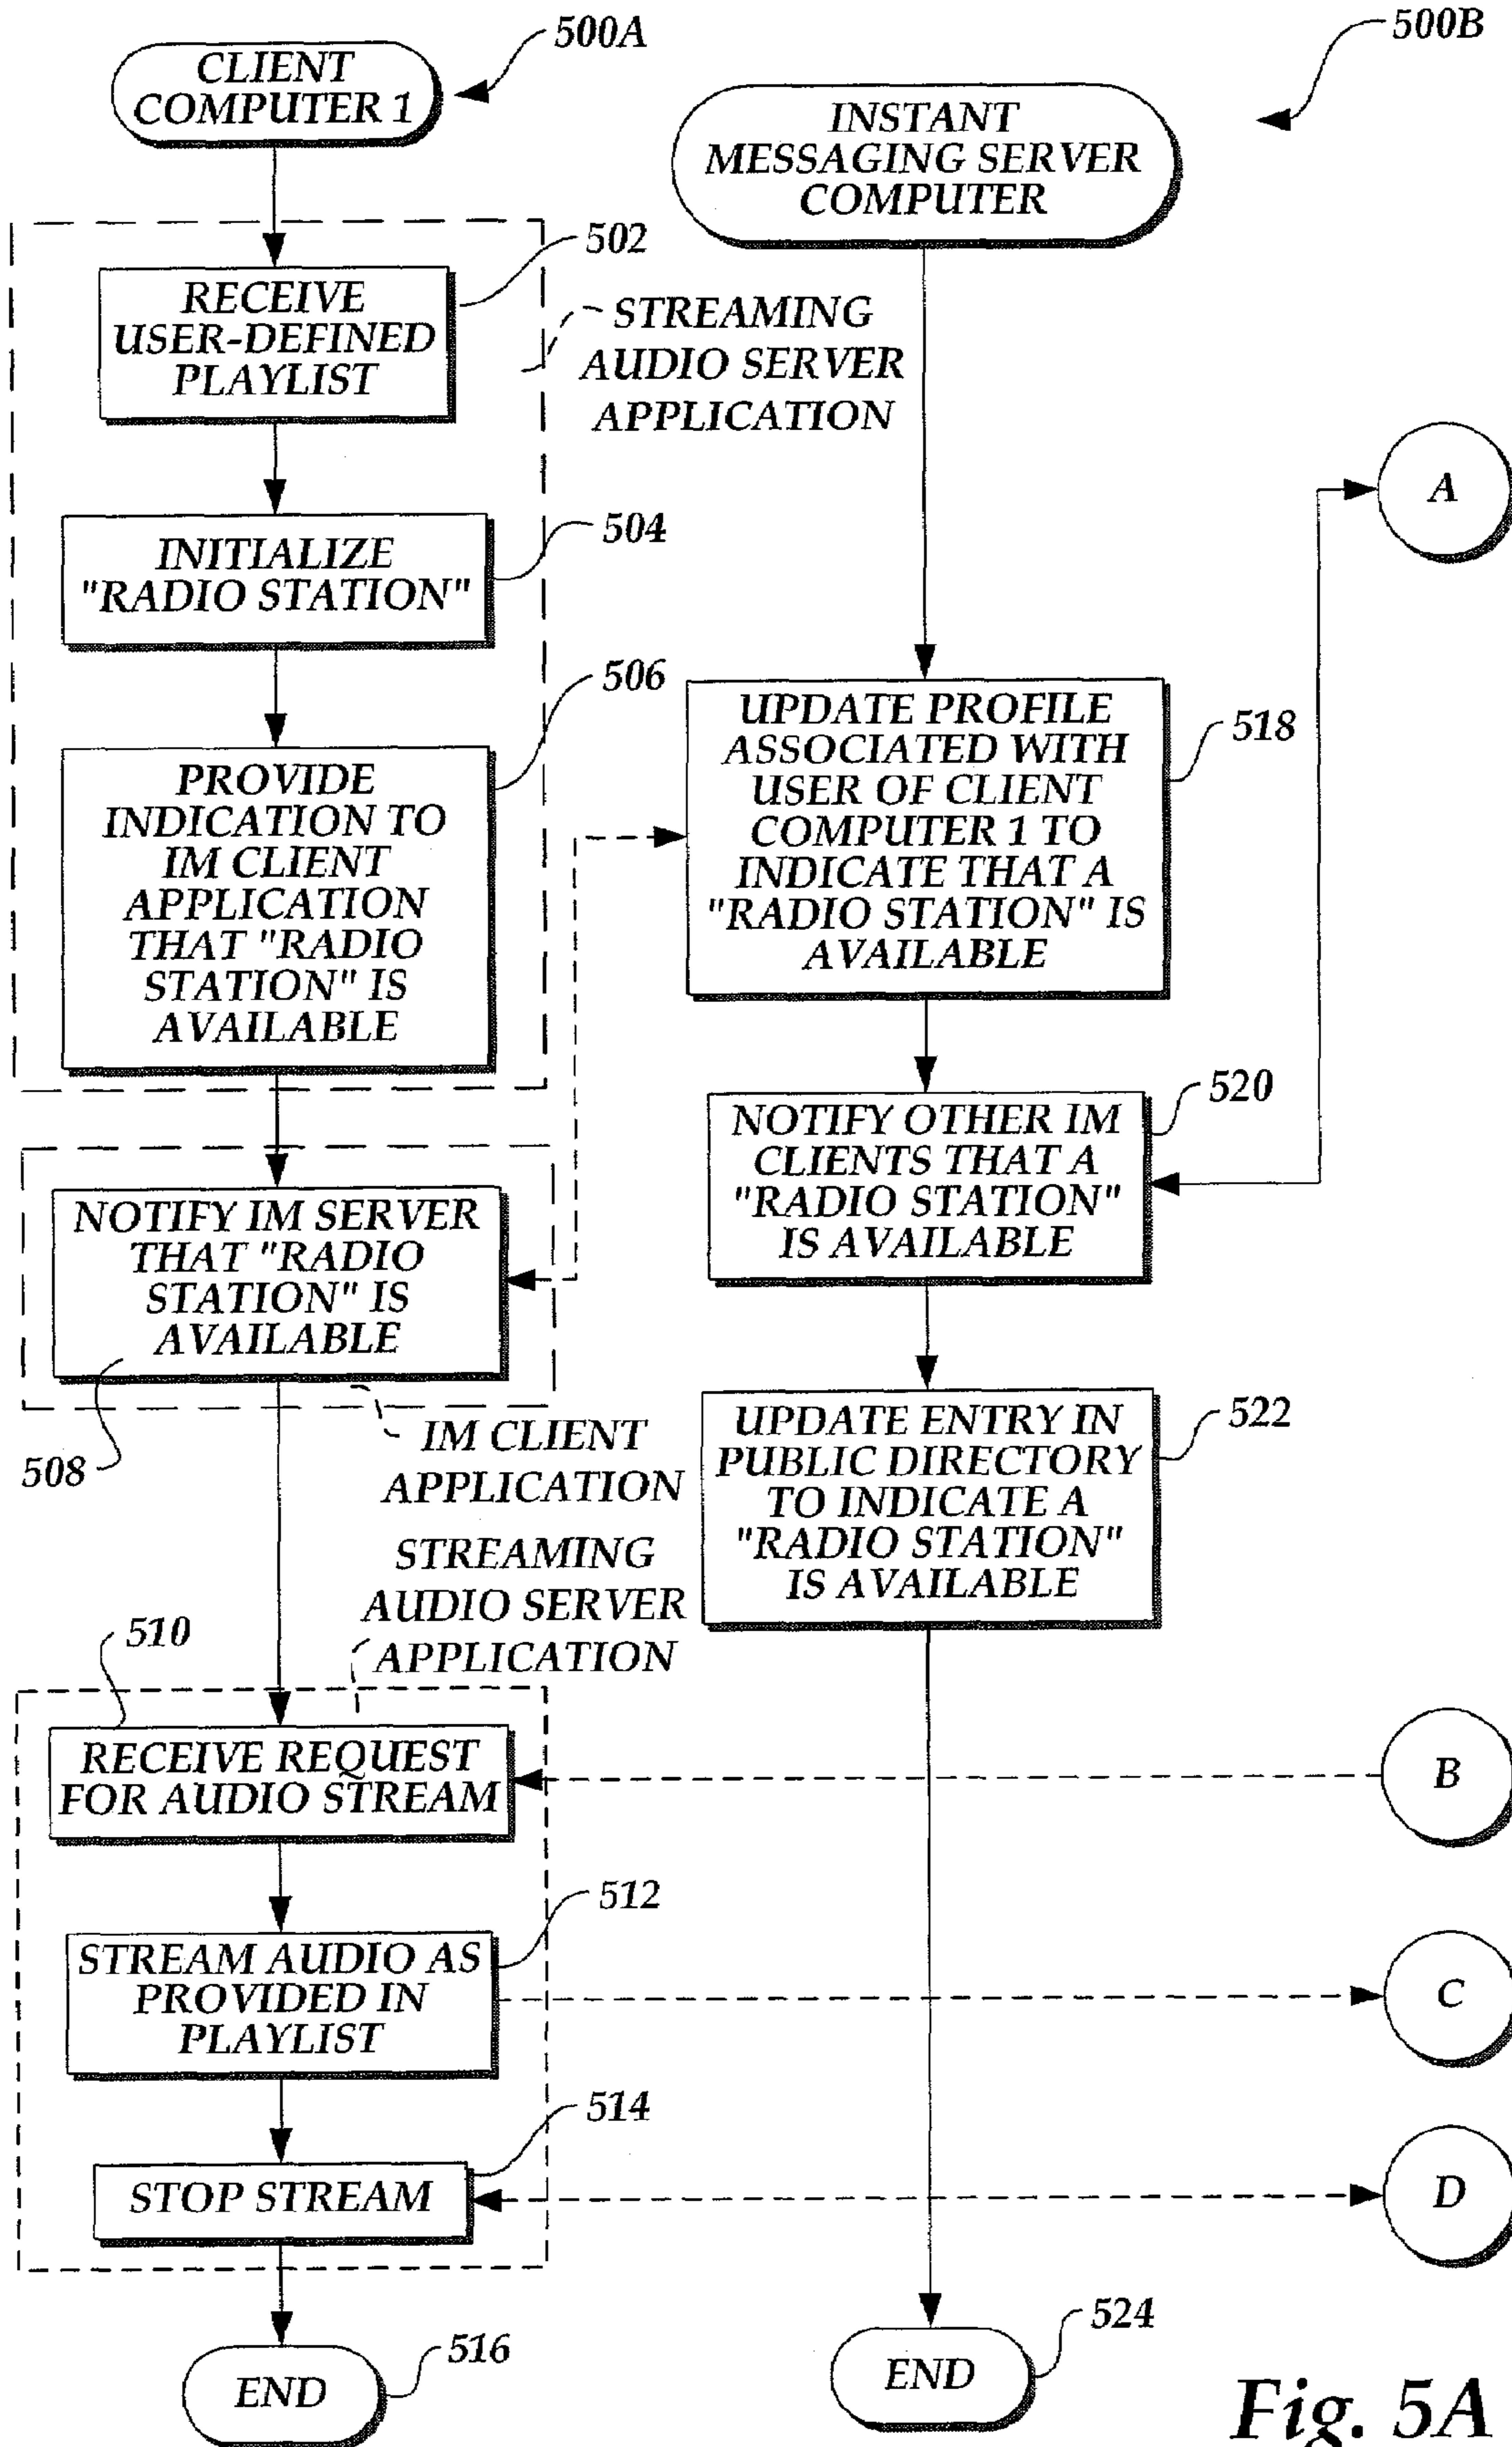 500A
500B
CLIENT
COMPUTER 1
INSTANT
MESSAGING SERVER
COMPUTER
502
RECEIVE
USER-DEFINED
PLAYLIST
STREAMING
AUDIO SERVER
APPLICATION
A
504
INITIALIZE
"RADIO STATION"
506
PROVIDE
INDICATION TO
IM CLIENT
APPLICATION
THAT "RADIO
STATION" IS
AVAILABLE
518
UPDATE PROFILE
ASSOCIATED WITH
USER OF CLIENT
COMPUTER 1 TO
INDICATE THAT A
"RADIO STATION" IS
AVAILABLE
520
NOTIFY OTHER IM
CLIENTS THAT A
"RADIO STATION"
IS AVAILABLE
NOTIFY IM SERVER
THAT "RADIO
STATION" IS
AVAILABLE
508
IM CLIENT
APPLICATION
522
UPDATE ENTRY IN
PUBLIC DIRECTORY
TO INDICATE A
"RADIO STATION"
IS AVAILABLE
STREAMING
AUDIO SERVER
APPLICATION
510
RECEIVE REQUEST
FOR AUDIO STREAM
B
512
STREAM AUDIO AS
PROVIDED IN
PLAYLIST
C
514
STOP STREAM
D
516
END
524
END
Fig. 5A